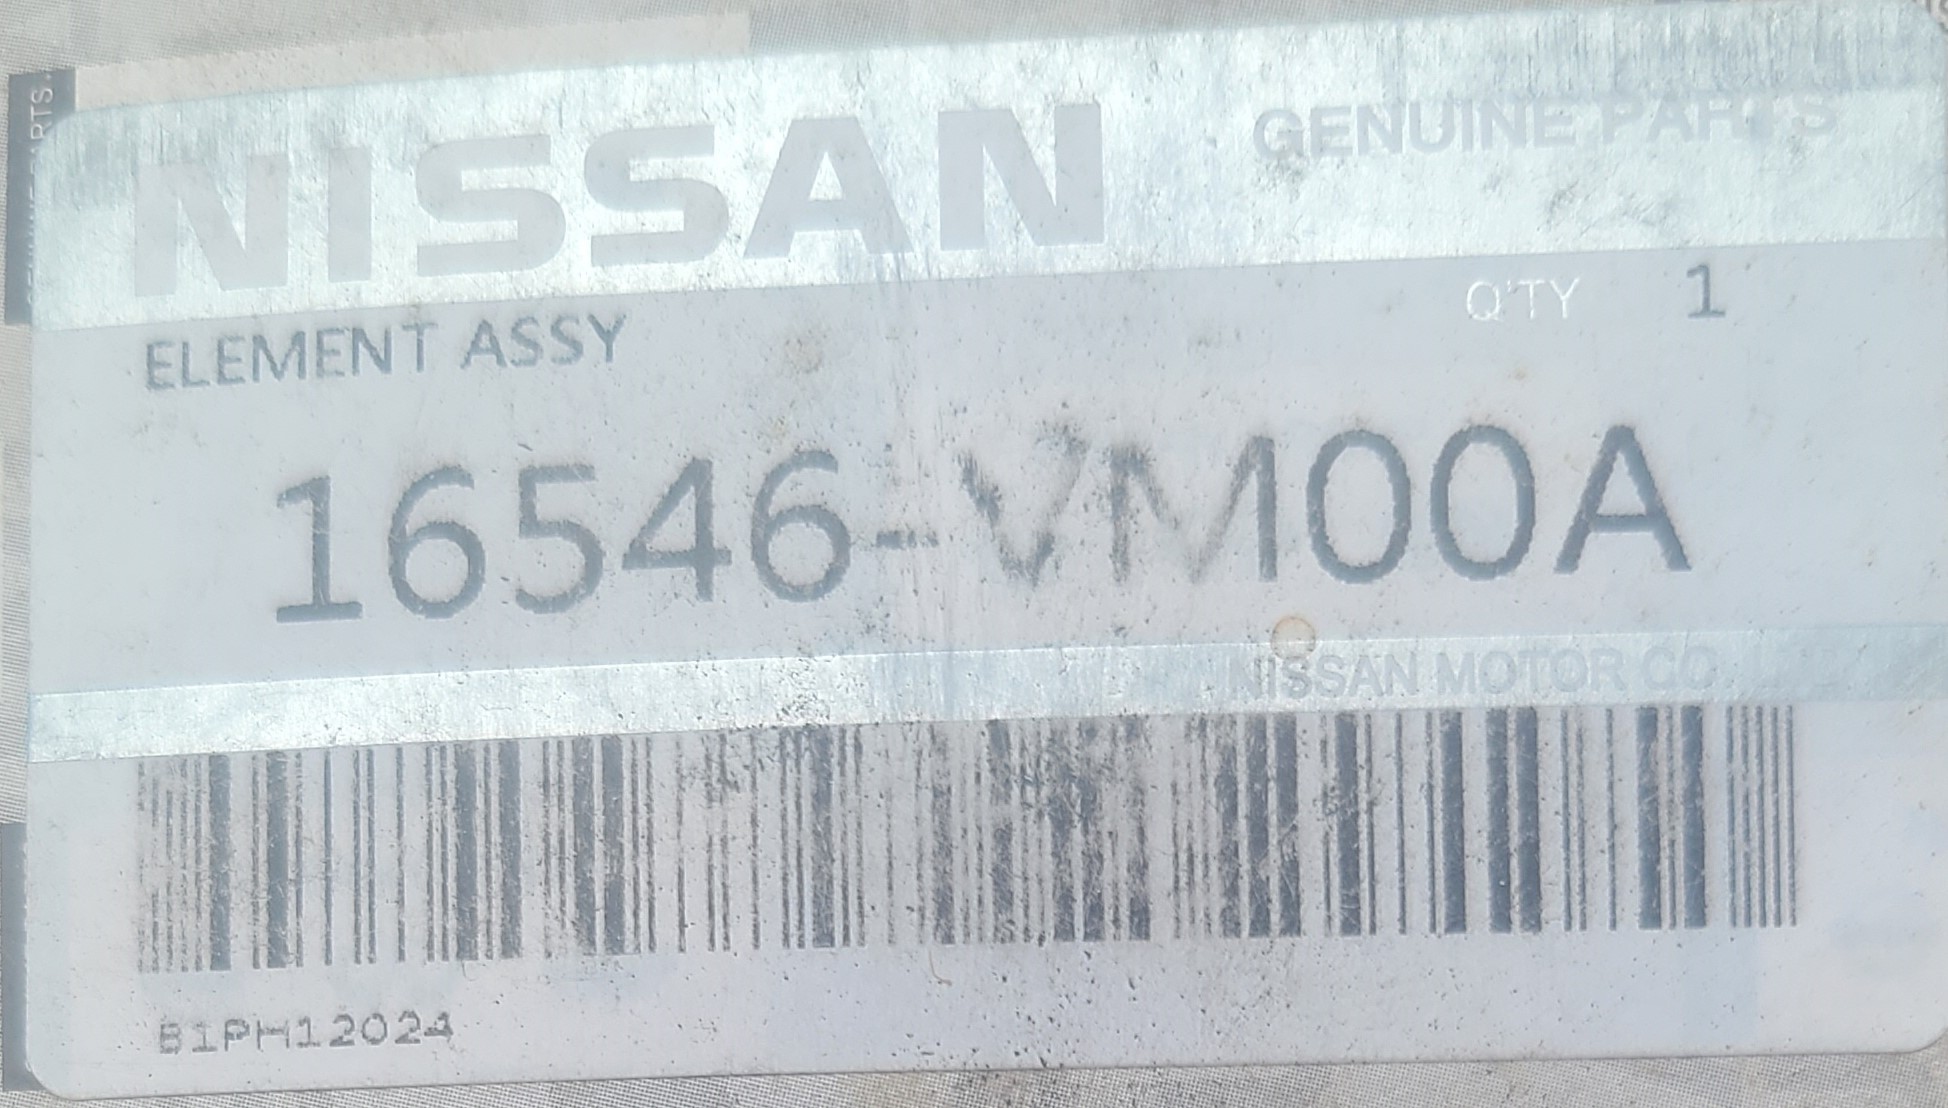 NISSAN GENUINE PARTS
Q'TY 1
ELEMENT ASSY
16546-VM00A
NISSAN MOTOR CO.
B1PH12024